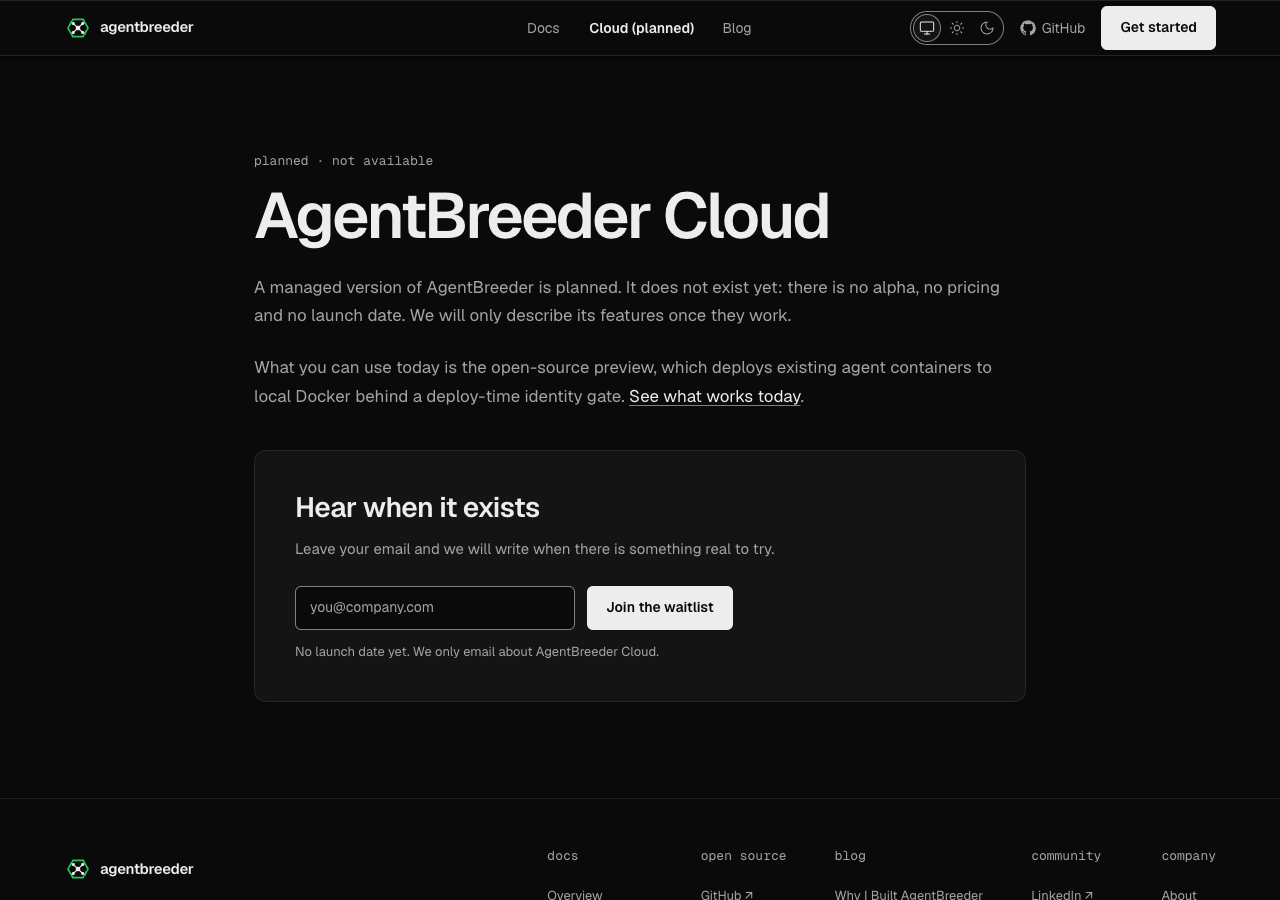 agentbreeder
Docs
Cloud (planned)
Blog
GitHub
Get started
planned · not available
AgentBreeder Cloud
A managed version of AgentBreeder is planned. It does not exist yet: there is no alpha, no pricing
and no launch date. We will only describe its features once they work.
What you can use today is the open-source preview, which deploys existing agent containers to
local Docker behind a deploy-time identity gate. See what works today.
Hear when it exists
Leave your email and we will write when there is something real to try.
you@company.com
Join the waitlist
No launch date yet. We only email about AgentBreeder Cloud.
agentbreeder
docs
open source
blog
community
company
Overview
GitHub ↗
Why I Built AgentBreeder
LinkedIn ↗
About